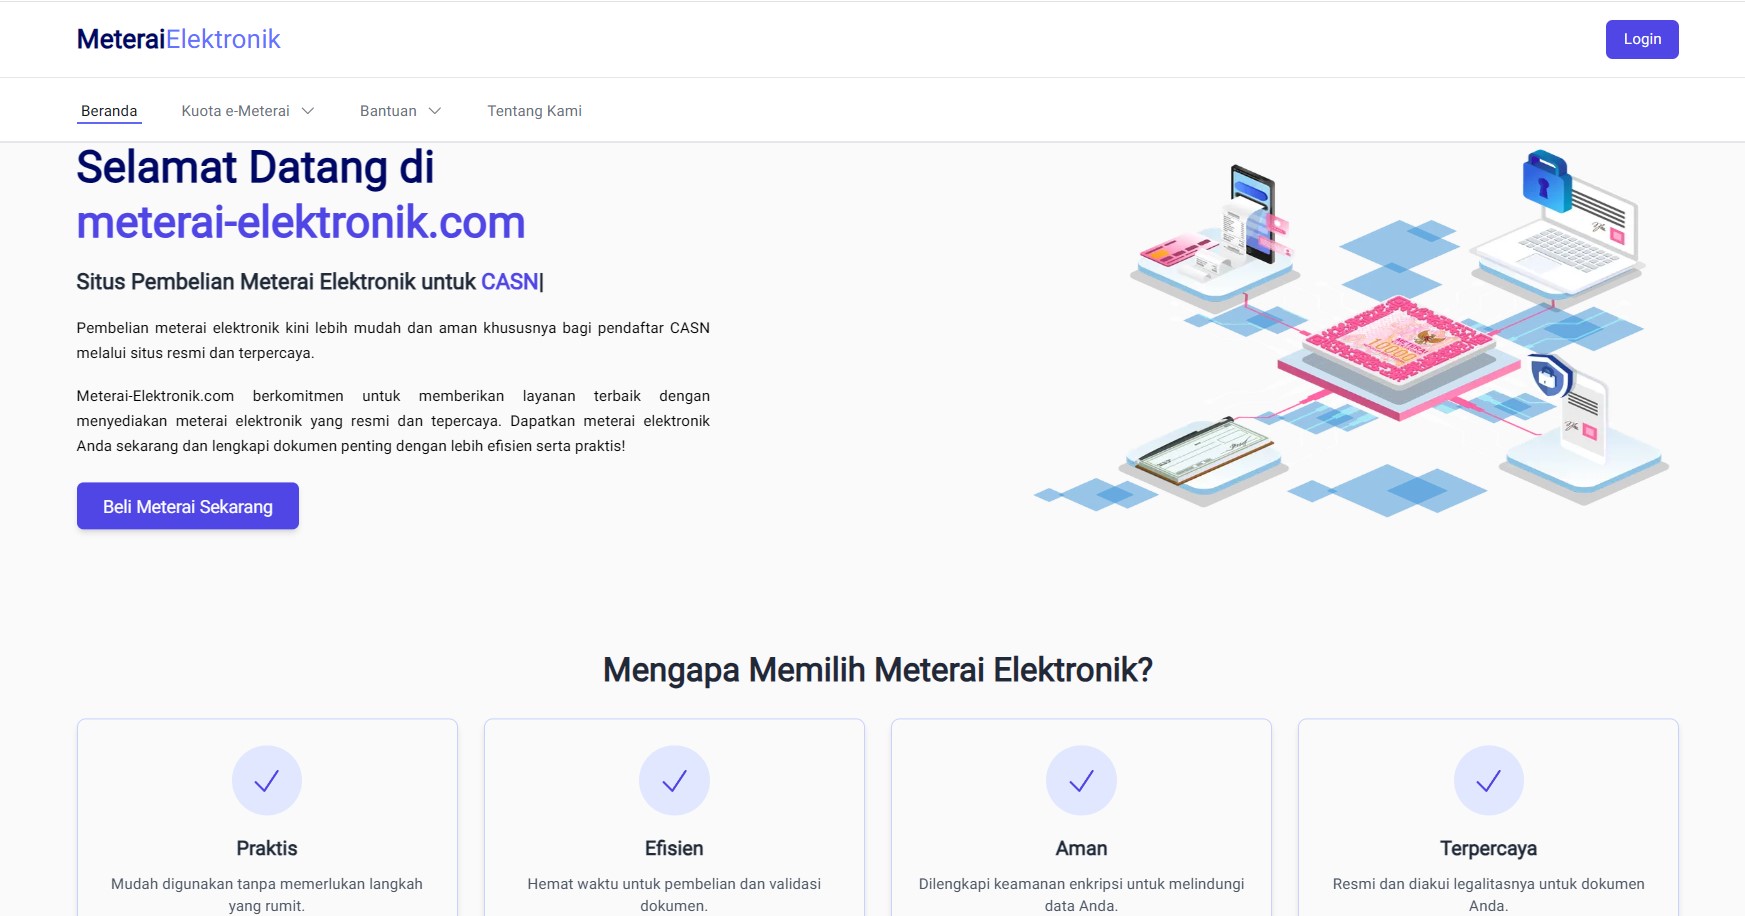 MeteraiElektronik
Login
Beranda
Kuota e-Meterai
Bantuan
Tentang Kami
Selamat Datang di
meterai-elektronik.com
Situs Pembelian Meterai Elektronik untuk CASN|
Pembelian meterai elektronik kini lebih mudah dan aman khususnya bagi pendaftar CASN
melalui situs resmi dan terpercaya.
Meterai-Elektronik.com berkomitmen untuk memberikan layanan terbaik dengan
menyediakan meterai elektronik yang resmi dan tepercaya. Dapatkan meterai elektronik
Anda sekarang dan lengkapi dokumen penting dengan lebih efisien serta praktis!
Beli Meterai Sekarang
METERAI
10000
Mengapa Memilih Meterai Elektronik?
Praktis
Mudah digunakan tanpa memerlukan langkah
yang rumit.
Efisien
Hemat waktu untuk pembelian dan validasi
dokumen.
Aman
Dilengkapi keamanan enkripsi untuk melindungi
data Anda.
Terpercaya
Resmi dan diakui legalitasnya untuk dokumen
Anda.